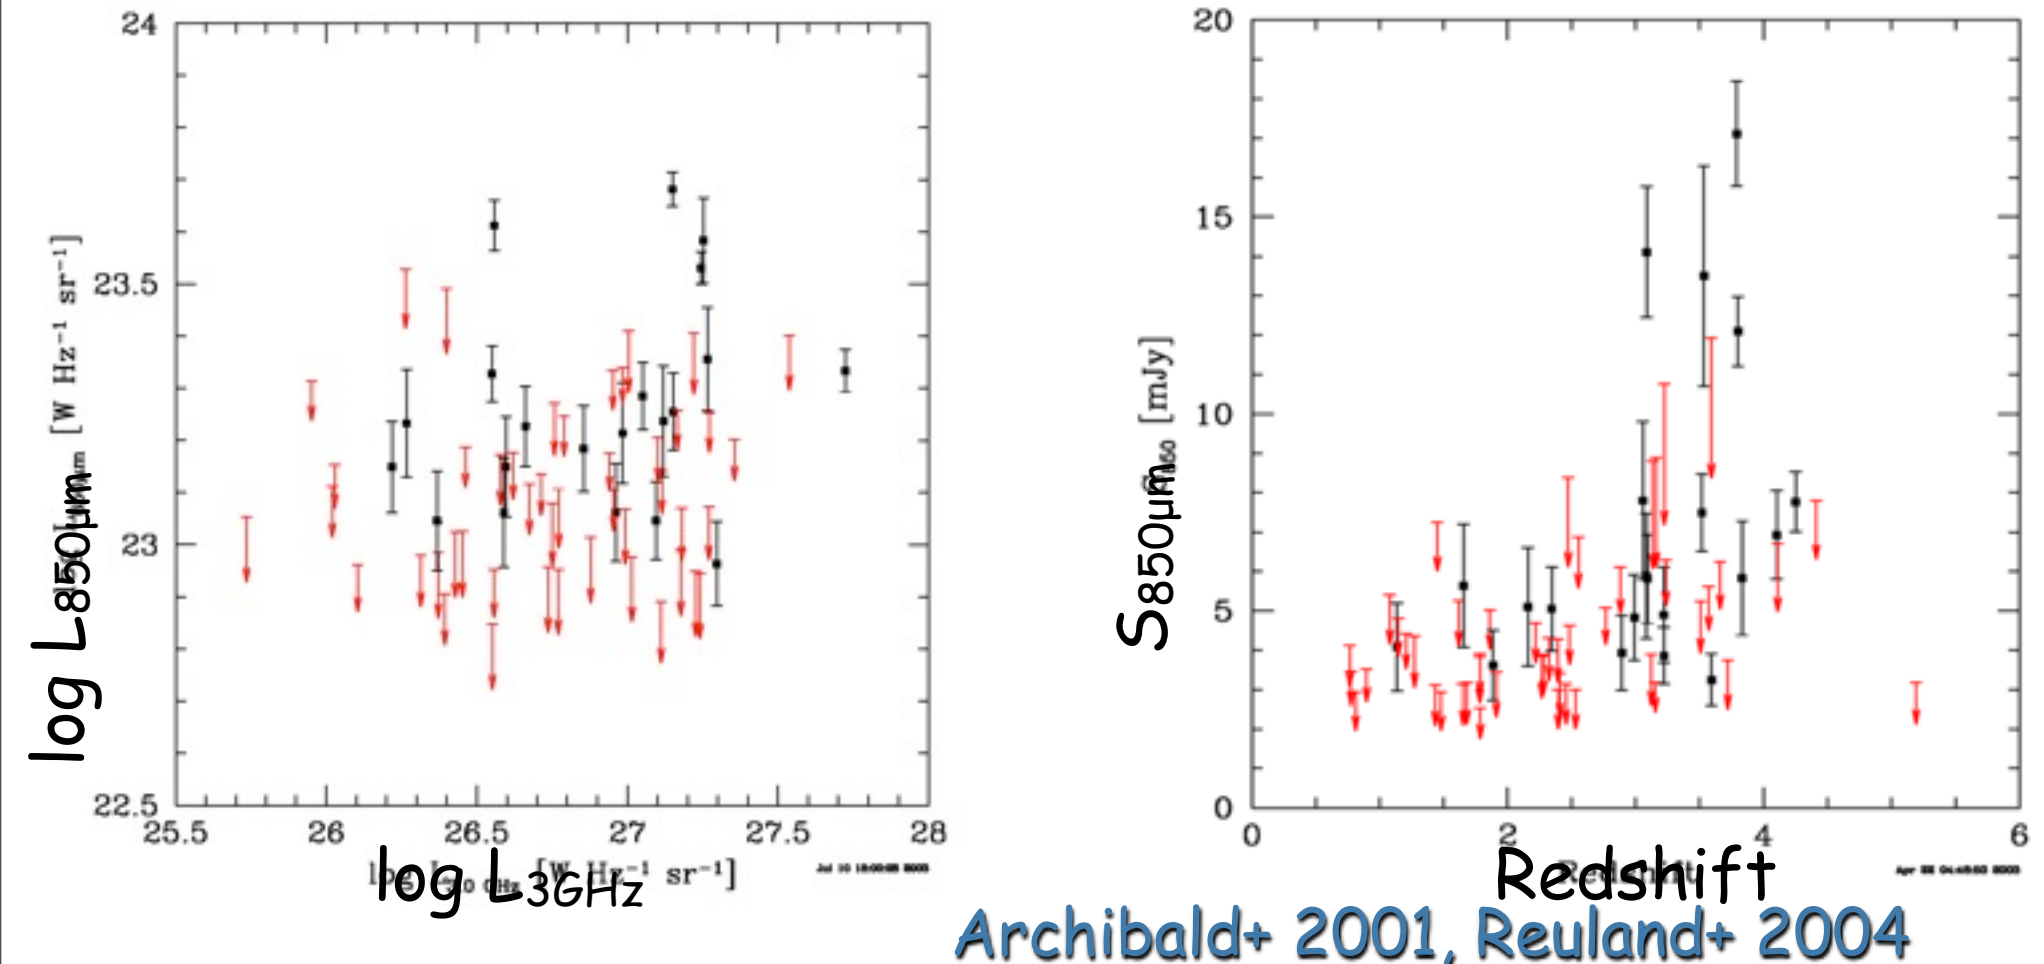 24
23.5
23
22.5
25.5 26 26.5 27 27.5 28
log L850μm [W Hz−1 sr−1]
log L3GHz [W Hz−1 sr−1]
20
15
10
5
0
0 2 4 6
S850μm [mJy]
Redshift
Archibald+ 2001, Reuland+ 2004